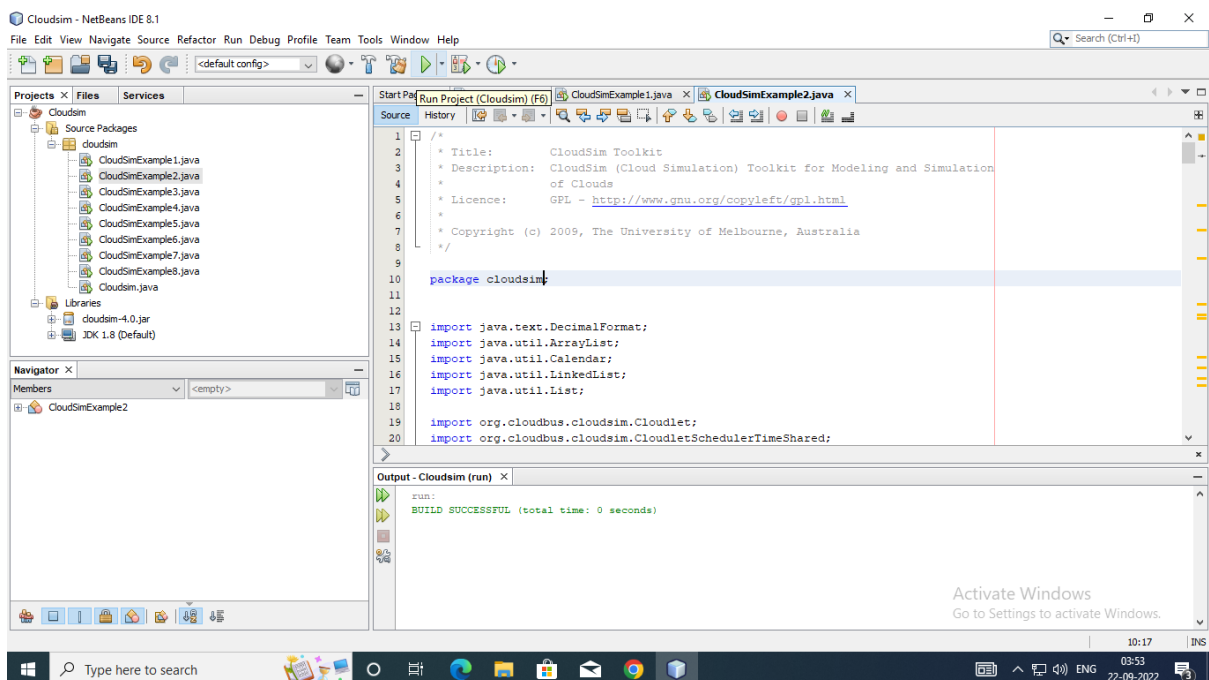 Cloudsim - NetBeans IDE 8.1
File Edit View Navigate Source Refactor Run Debug Profile Team Tools Window Help
Search (Ctrl+I)
<default config>
Projects
Files
Services
Cloudsim
Source Packages
cloudsim
CloudSimExample1.java
CloudSimExample2.java
CloudSimExample3.java
CloudSimExample4.java
CloudSimExample5.java
CloudSimExample6.java
CloudSimExample7.java
CloudSimExample8.java
Cloudsim.java
Libraries
cloudsim-4.0.jar
JDK 1.8 (Default)
Navigator
Members
<empty>
CloudSimExample2
Start Pag
Run Project (Cloudsim) (F6)
CloudSimExample1.java
CloudSimExample2.java
Source
History
1 /*
2 * Title: CloudSim Toolkit
3 * Description: CloudSim (Cloud Simulation) Toolkit for Modeling and Simulation
4 * of Clouds
5 * Licence: GPL - http://www.gnu.org/copyleft/gpl.html
6 *
7 * Copyright (c) 2009, The University of Melbourne, Australia
8 */
9
10 package cloudsim;
11
12
13 import java.text.DecimalFormat;
14 import java.util.ArrayList;
15 import java.util.Calendar;
16 import java.util.LinkedList;
17 import java.util.List;
18
19 import org.cloudbus.cloudsim.Cloudlet;
20 import org.cloudbus.cloudsim.CloudletSchedulerTimeShared;
Output - Cloudsim (run)
run:
BUILD SUCCESSFUL (total time: 0 seconds)
Activate Windows
Go to Settings to activate Windows.
10:17
INS
Type here to search
ENG
03:53
22-09-2022
3